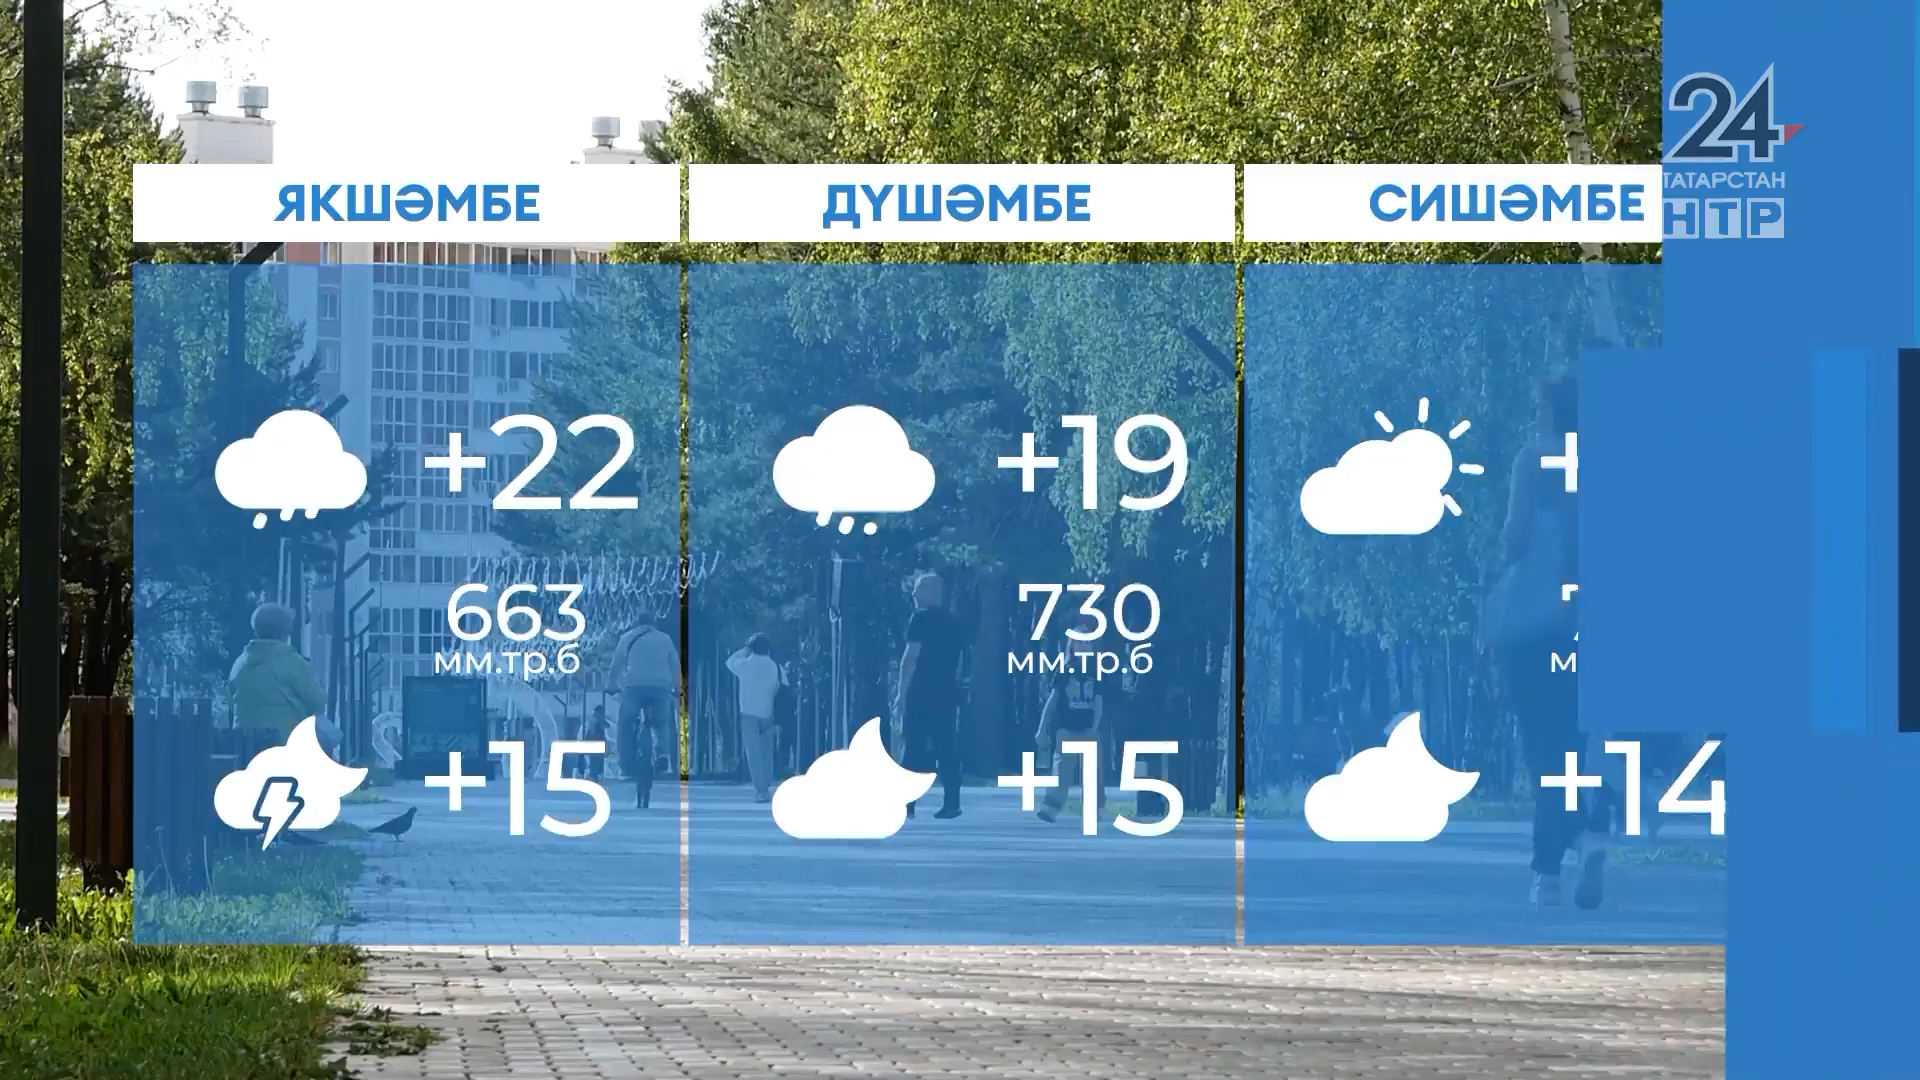 24
ТАТАРСТАН
НТР
ЯКШӘМБЕ
ДҮШӘМБЕ
СИШӘМБЕ
+22
+19
+
663
730
мм.тр.б
мм.тр.б
м
+15
+15
+14